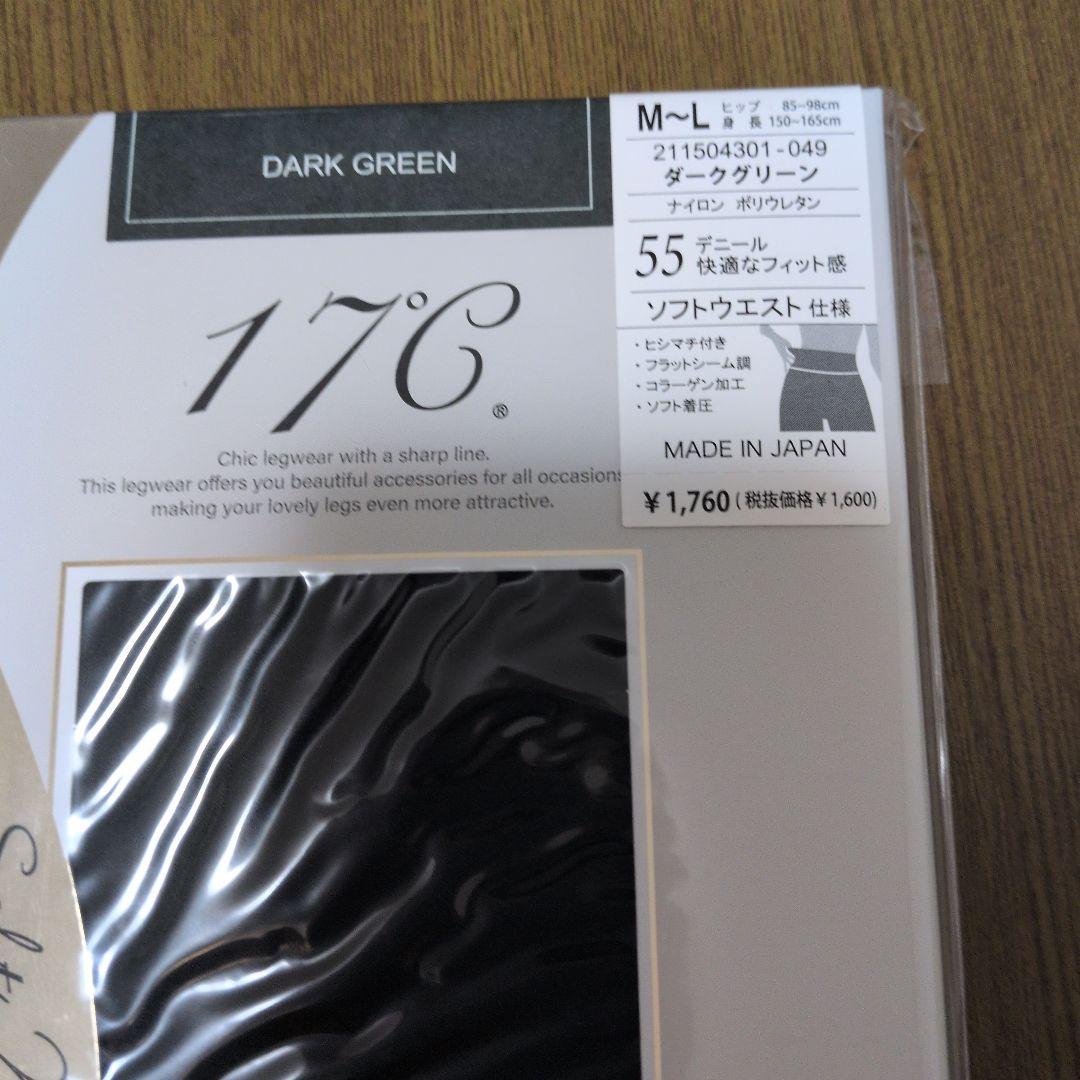 DARK GREEN
17℃®
Chic legwear with a sharp line.
This legwear offers you beautiful accessories for all occasions
making your lovely legs even more attractive.
M〜L ヒップ 85~98cm
身長 150~165cm
211504301-049
ダークグリーン
ナイロン ポリウレタン
55 デニール
快適なフィット感
ソフトウエスト 仕様
・ヒシマチ付き
・フラットシーム調
・コラーゲン加工
・ソフト着圧
MADE IN JAPAN
¥1,760 (税抜価格¥1,600)